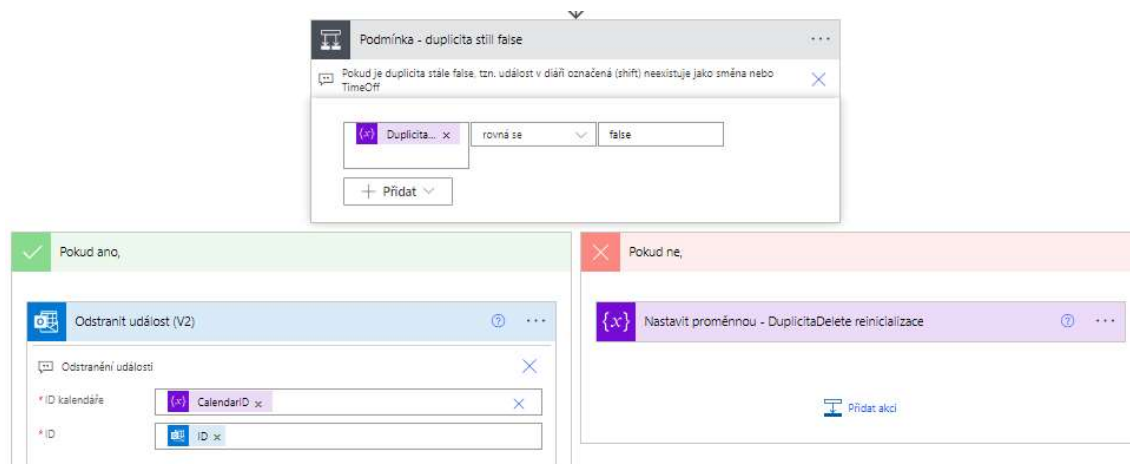 Podmínka - duplicita still false
Pokud je duplicita stále false, tzn. událost v diáři označená (shift) neexistuje jako směna nebo
TimeOff
{x} Duplicita... x rovná se false
+ Přidat
Pokud ano,
Pokud ne,
Odstranit událost (V2)
{x} Nastavit proměnnou - DuplicitaDelete reinicializace
Odstranění události
* ID kalendáře {x} CalendarID x
Přidat akci
* ID ID x